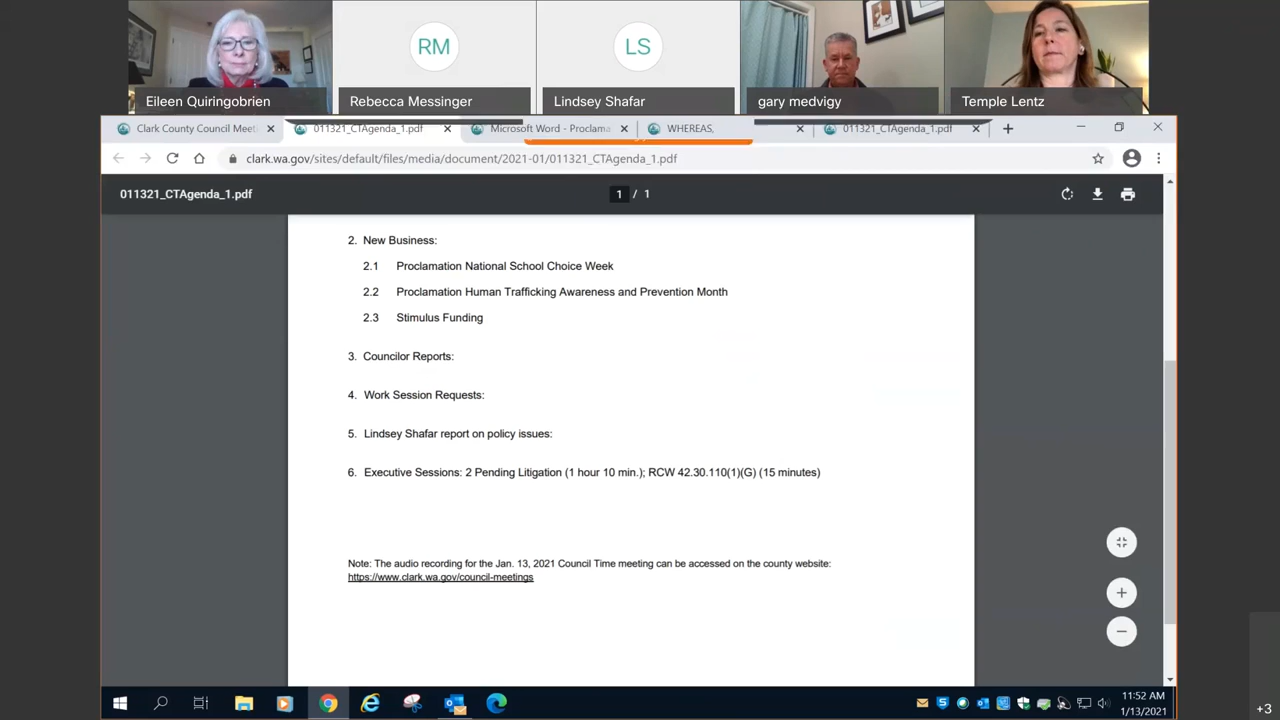 RM
LS
Eileen Quiringobrien
Rebecca Messinger
Lindsey Shafar
gary medvigy
Temple Lentz
Clark County Council Meeti
011321_CTAgenda_1.pdf
Microsoft Word - Proclama
WHEREAS,
011321_CTAgenda_1.pdf
clark.wa.gov/sites/default/files/media/document/2021-01/011321_CTAgenda_1.pdf
011321_CTAgenda_1.pdf
1 / 1
2. New Business:
2.1 Proclamation National School Choice Week
2.2 Proclamation Human Trafficking Awareness and Prevention Month
2.3 Stimulus Funding
3. Councilor Reports:
4. Work Session Requests:
5. Lindsey Shafar report on policy issues:
6. Executive Sessions: 2 Pending Litigation (1 hour 10 min.); RCW 42.30.110(1)(G) (15 minutes)
Note: The audio recording for the Jan. 13, 2021 Council Time meeting can be accessed on the county website:
https://www.clark.wa.gov/council-meetings
11:52 AM
1/13/2021
+3